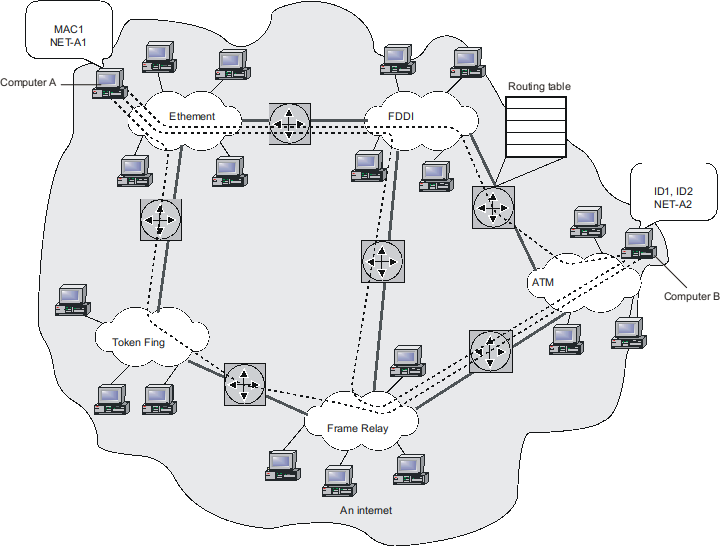 MAC1
NET-A1
Computer A
Ethement
FDDI
Routing table
ID1, ID2
NET-A2
ATM
Computer B
Token Fing
Frame Relay
An internet